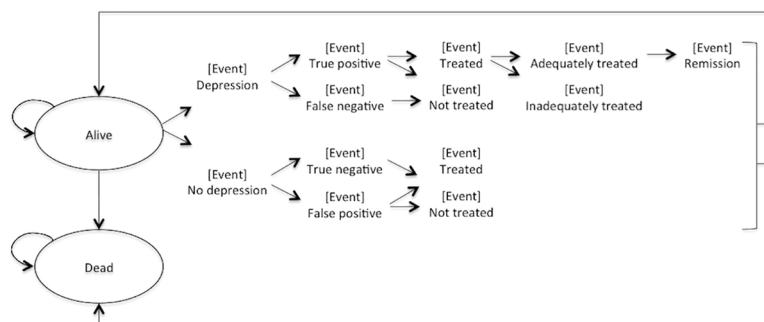 [Event]
Depression
[Event]
True positive
[Event]
Treated
[Event]
Adequately treated
[Event]
Remission
[Event]
False negative
[Event]
Not treated
[Event]
Inadequately treated
Alive
[Event]
No depression
[Event]
True negative
[Event]
Treated
[Event]
False positive
[Event]
Not treated
Dead